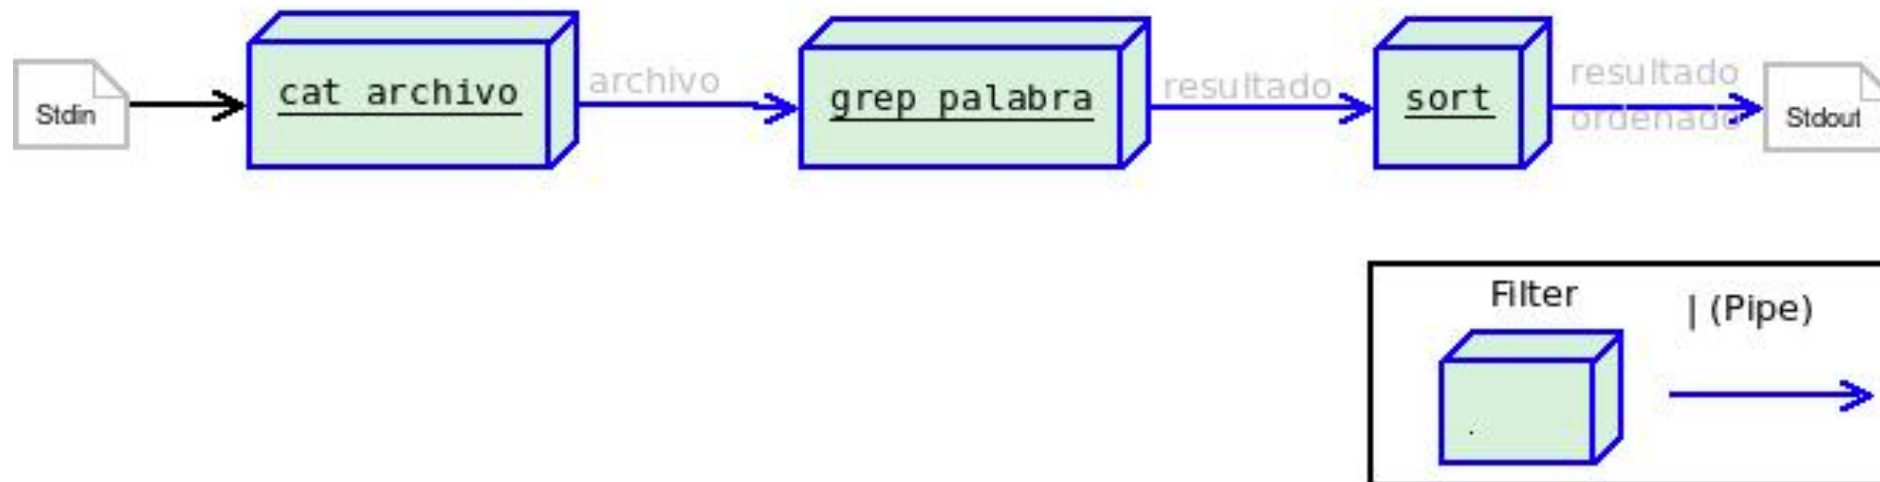 Stdin
cat archivo
archivo
grep palabra
resultado
sort
resultado
ordenado
Stdout
Filter
| (Pipe)